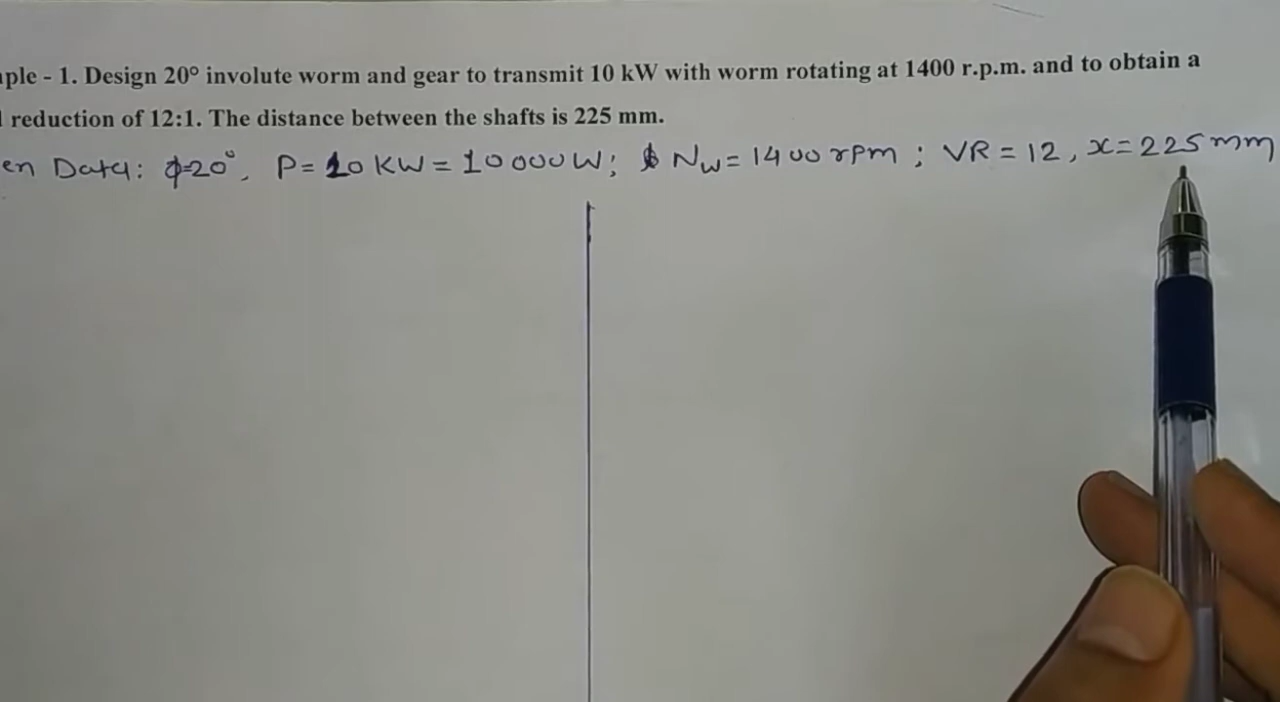 ple - 1. Design 20° involute worm and gear to transmit 10 kW with worm rotating at 1400 r.p.m. and to obtain a
reduction of 12:1. The distance between the shafts is 225 mm.
en Data: φ=20°, P=10 KW = 10000W; Nw = 1400 rpm ; VR = 12, x=225mm